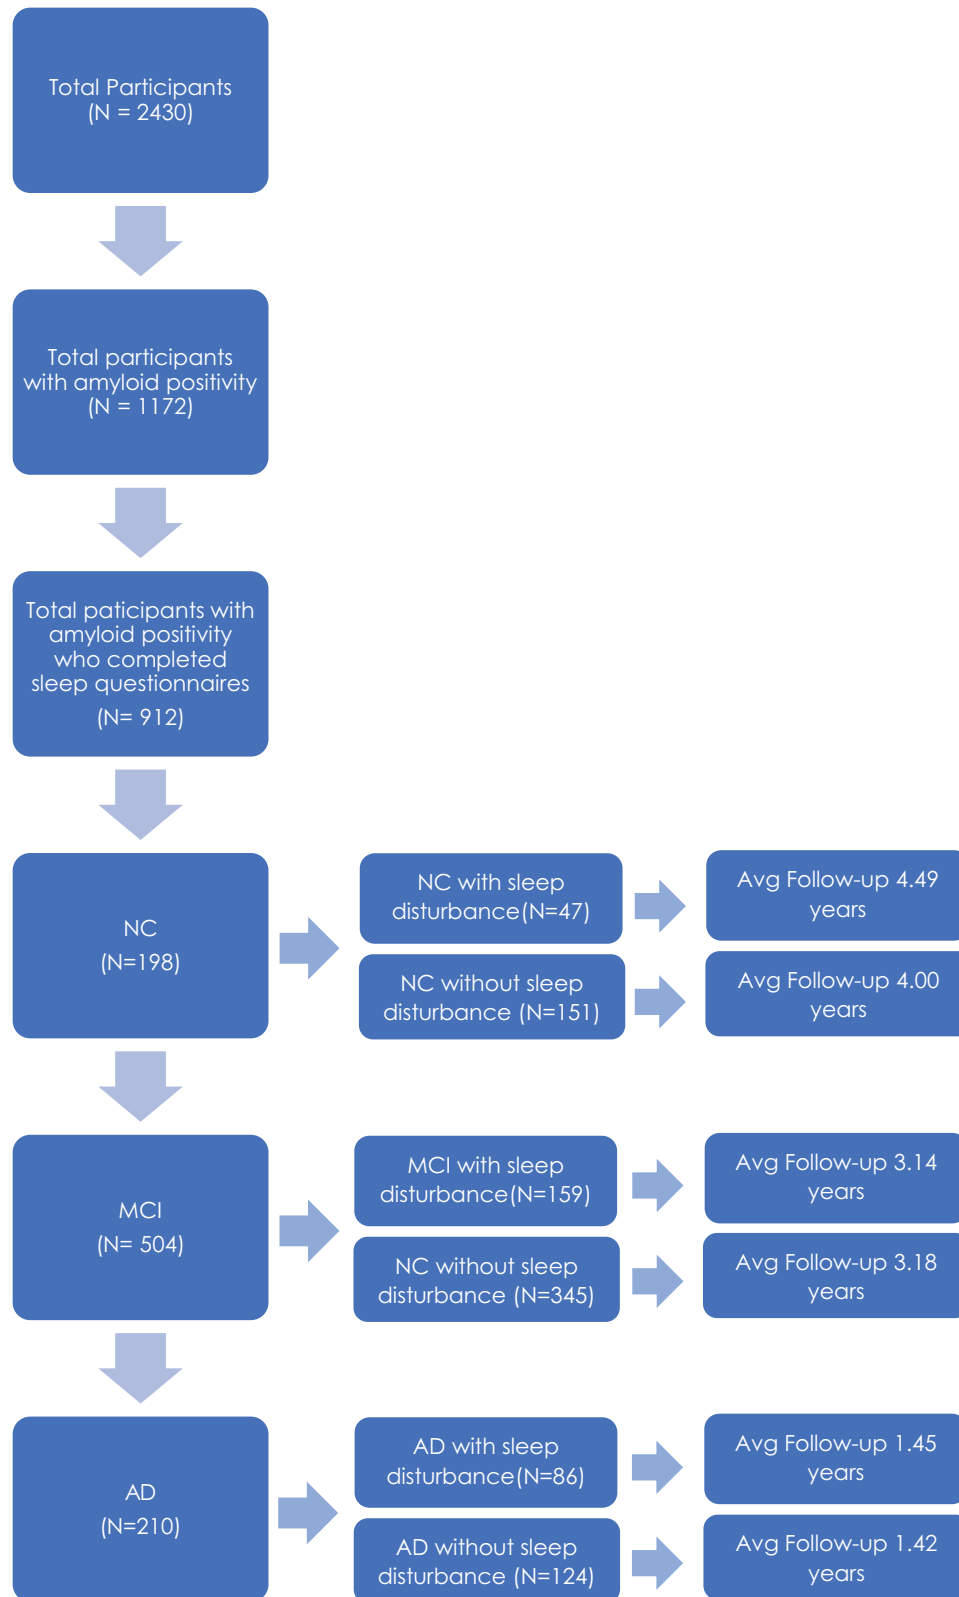 Total Participants
(N = 2430)
Total participants
with amyloid positivity
(N = 1172)
Total paticipants with
amyloid positivity
who completed
sleep questionnaires
(N= 912)
NC
(N=198)
NC with sleep
disturbance(N=47)
Avg Follow-up 4.49
years
NC without sleep
disturbance (N=151)
Avg Follow-up 4.00
years
MCI
(N= 504)
MCI with sleep
disturbance(N=159)
Avg Follow-up 3.14
years
NC without sleep
disturbance (N=345)
Avg Follow-up 3.18
years
AD
(N=210)
AD with sleep
disturbance(N=86)
Avg Follow-up 1.45
years
AD without sleep
disturbance (N=124)
Avg Follow-up 1.42
years